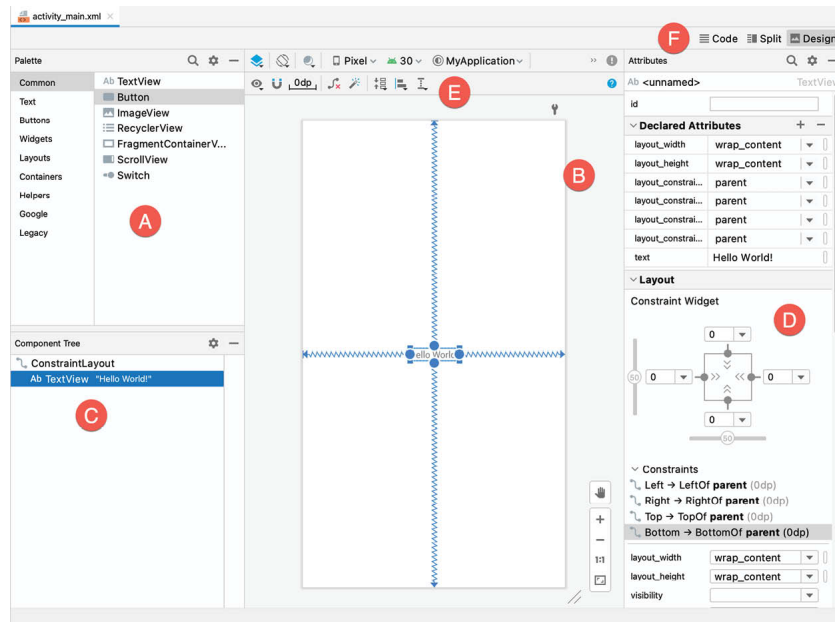 activity_main.xml
F
Code
Split
Design
Palette
Pixel
30
MyApplication
Attributes
Common
Text
Buttons
Widgets
Layouts
Containers
Helpers
Google
Legacy
Ab TextView
Button
ImageView
RecyclerView
FragmentContainerV...
ScrollView
Switch
A
0dp
E
B
Ab <unnamed>
TextVie
id
Declared Attributes
layout_width wrap_content
layout_height wrap_content
layout_constrai... parent
layout_constrai... parent
layout_constrai... parent
layout_constrai... parent
text Hello World!
Layout
Constraint Widget
D
0
50
0
0
0
50
Component Tree
ConstraintLayout
Ab TextView "Hello World!"
C
ello World
1:1
Constraints
Left → LeftOf parent (0dp)
Right → RightOf parent (0dp)
Top → TopOf parent (0dp)
Bottom → BottomOf parent (0dp)
layout_width wrap_content
layout_height wrap_content
visibility